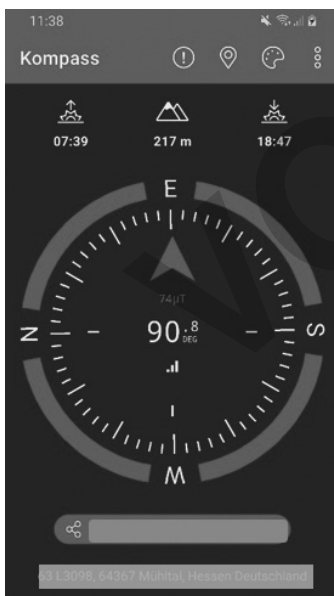 11:38
Kompass
07:39
217 m
18:47
E
74µT
N
90.8
DEG
S
W
63 L3098, 64367 Mühltal, Hessen Deutschland